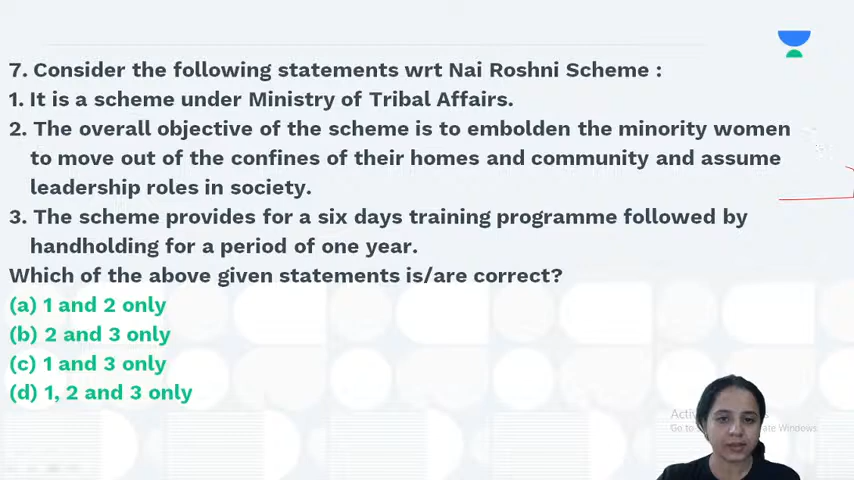 7. Consider the following statements wrt Nai Roshni Scheme :
1. It is a scheme under Ministry of Tribal Affairs.
2. The overall objective of the scheme is to embolden the minority women
to move out of the confines of their homes and community and assume
leadership roles in society.
3. The scheme provides for a six days training programme followed by
handholding for a period of one year.
Which of the above given statements is/are correct?
(a) 1 and 2 only
(b) 2 and 3 only
(c) 1 and 3 only
(d) 1, 2 and 3 only
Go to
Windows.